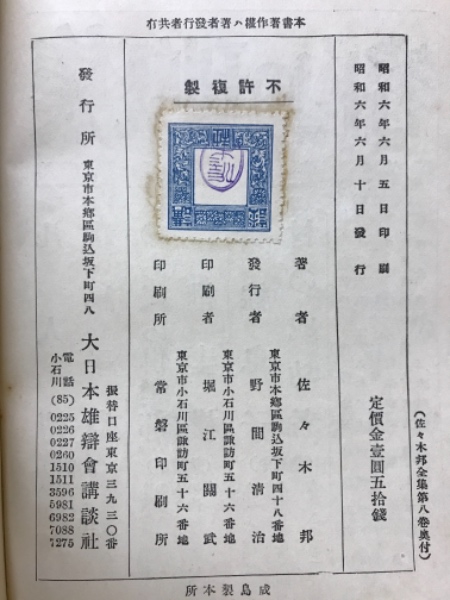 本書著作權ハ著者發行者共有
昭和六年六月五日印刷
昭和六年六月十日發行
定價金壹圓五拾錢
(佐々木邦全集第八卷奥付)
不許複製
著者 佐々木邦
東京市本鄕區駒込坂下町四十八番地
發行者 野間淸治
東京市小石川區諏訪町五十六番地
印刷者 堀江關武
東京市小石川區諏訪町五十六番地
印刷所 常磐印刷所
發行所 東京市本鄕區駒込坂下町四八 大日本雄辯會講談社
振替口座東京三九三〇番
電話小石川(85) 0225 0226 0227 0260 1510 1511 3596 5981 6982 7088 7275
成島製本所